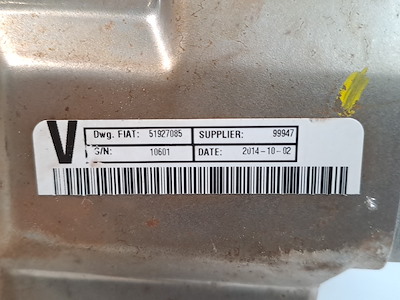 V
Dwg. FIAT: 51927085 SUPPLIER: 99947
S/N: 10601 DATE: 2014-10-02